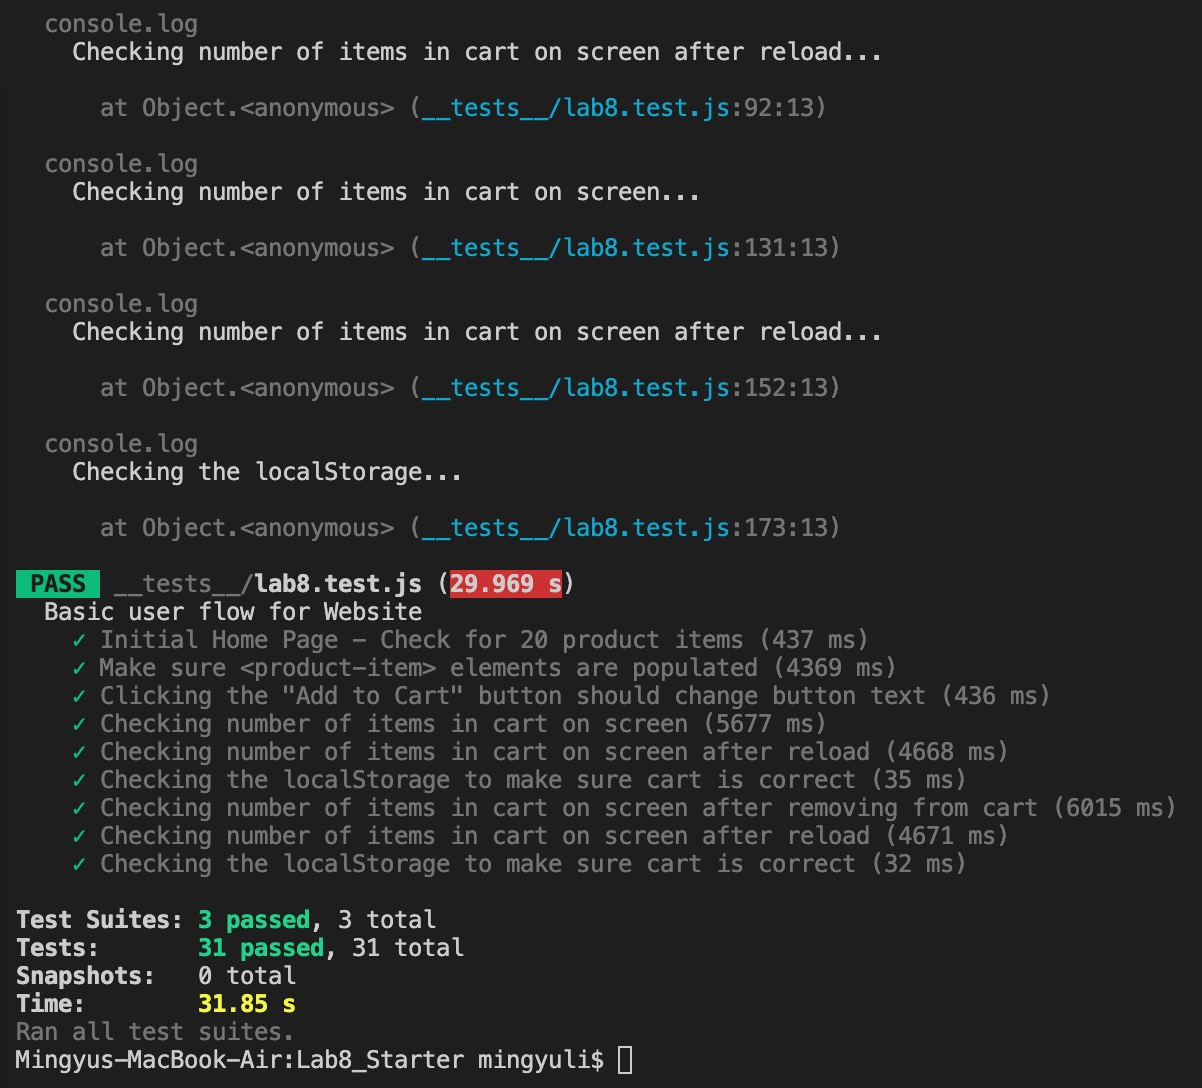 console.log
Checking number of items in cart on screen after reload...
at Object.<anonymous> (__tests__/lab8.test.js:92:13)
console.log
Checking number of items in cart on screen...
at Object.<anonymous> (__tests__/lab8.test.js:131:13)
console.log
Checking number of items in cart on screen after reload...
at Object.<anonymous> (__tests__/lab8.test.js:152:13)
console.log
Checking the localStorage...
at Object.<anonymous> (__tests__/lab8.test.js:173:13)
PASS __tests__/lab8.test.js (29.969 s)
Basic user flow for Website
✓ Initial Home Page - Check for 20 product items (437 ms)
✓ Make sure <product-item> elements are populated (4369 ms)
✓ Clicking the "Add to Cart" button should change button text (436 ms)
✓ Checking number of items in cart on screen (5677 ms)
✓ Checking number of items in cart on screen after reload (4668 ms)
✓ Checking the localStorage to make sure cart is correct (35 ms)
✓ Checking number of items in cart on screen after removing from cart (6015 ms)
✓ Checking number of items in cart on screen after reload (4671 ms)
✓ Checking the localStorage to make sure cart is correct (32 ms)
Test Suites: 3 passed, 3 total
Tests: 31 passed, 31 total
Snapshots: 0 total
Time: 31.85 s
Ran all test suites.
Mingyus-MacBook-Air:Lab8_Starter mingyuli$